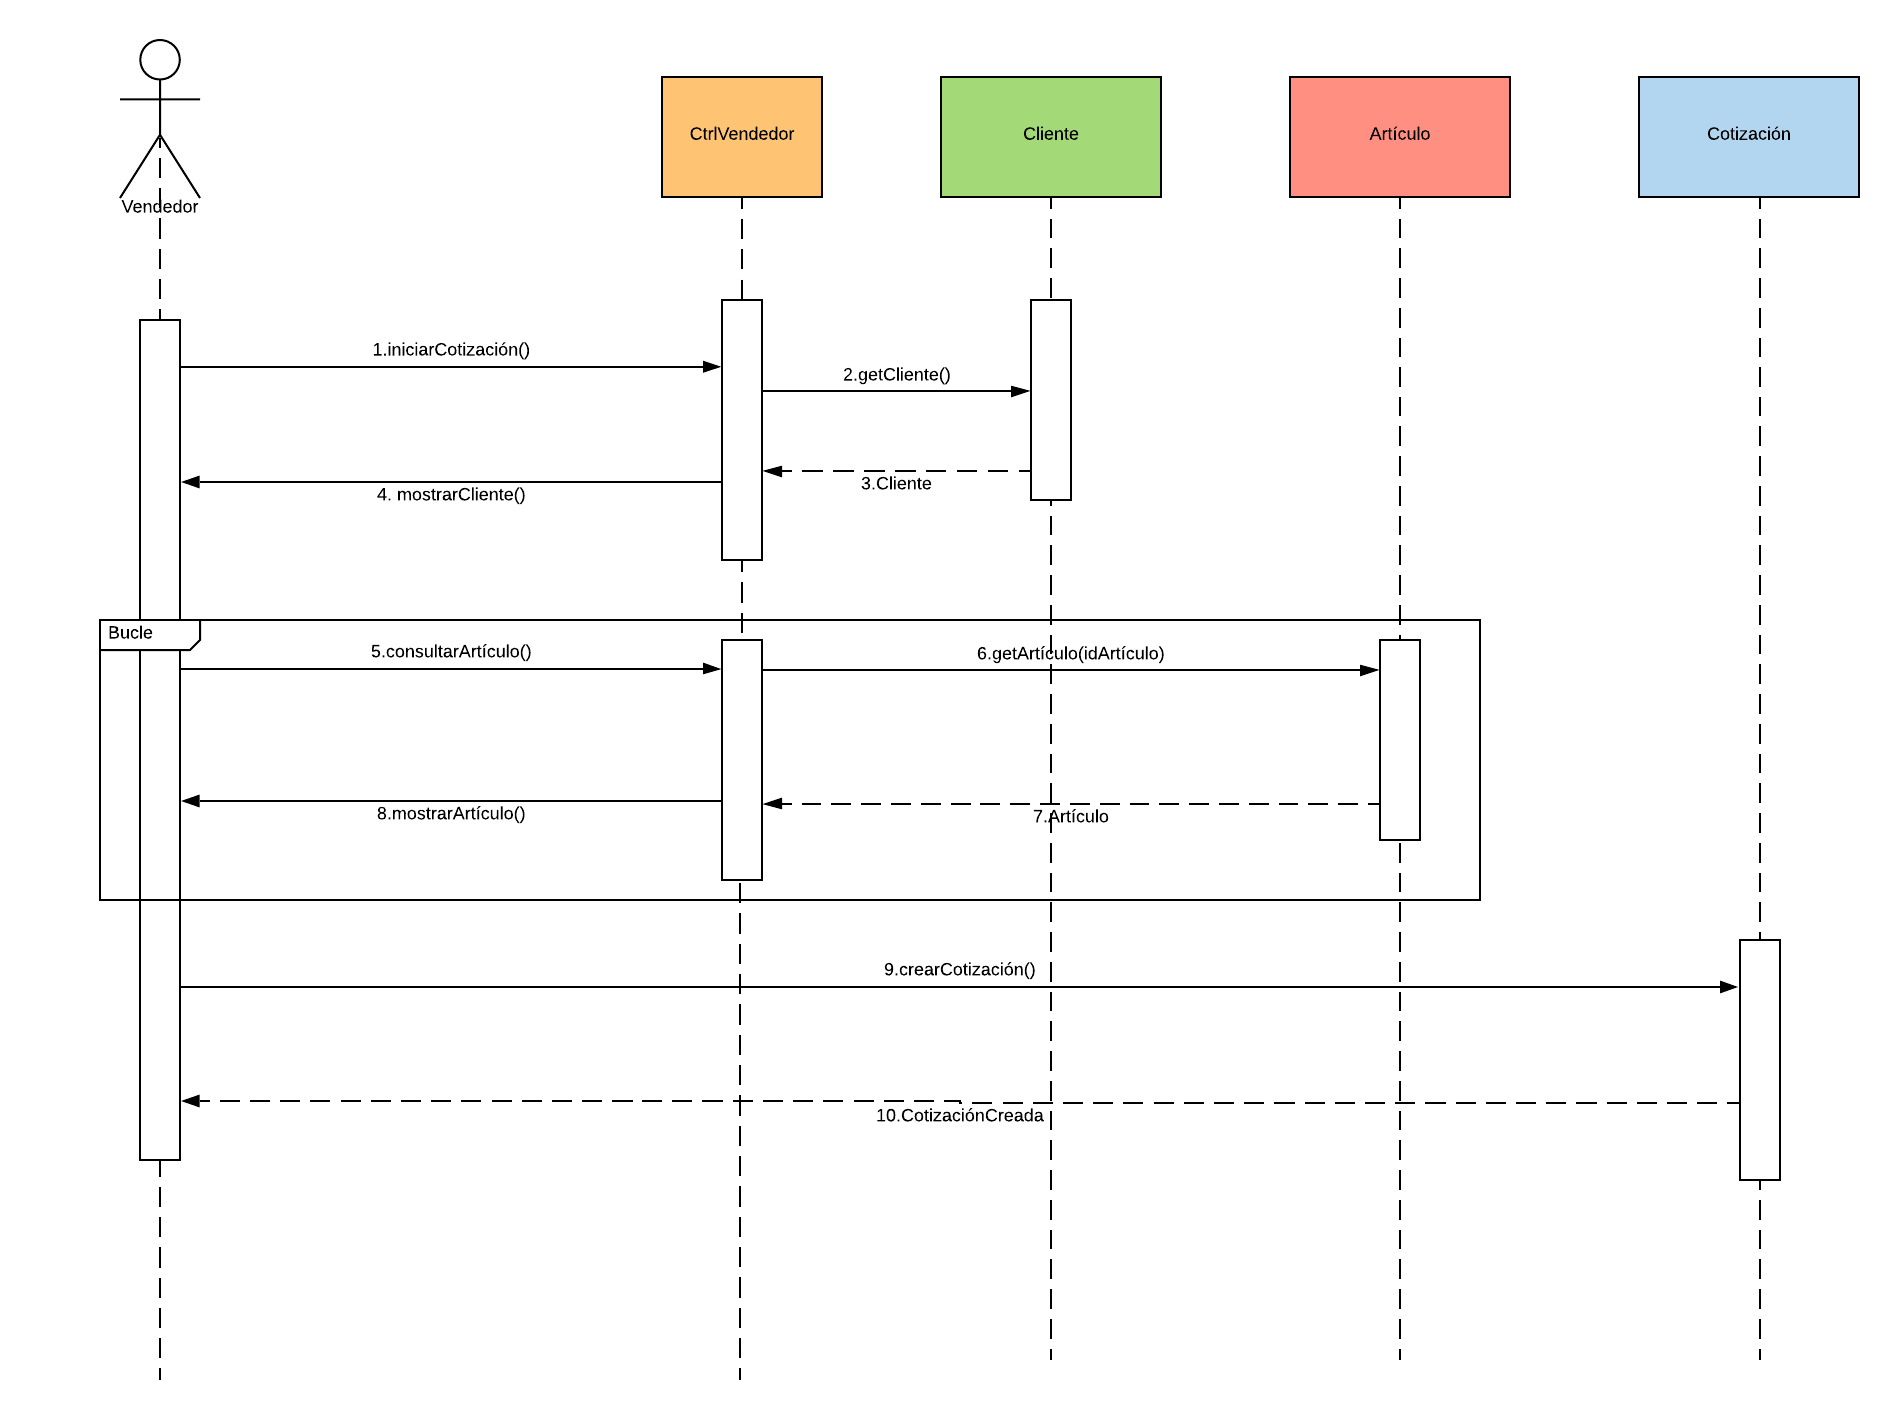 Vendedor
CtrlVendedor
Cliente
Artículo
Cotización
1.iniciarCotización()
2.getCliente()
3.Cliente
4. mostrarCliente()
Bucle
5.consultarArtículo()
6.getArtículo(idArtículo)
7.Artículo
8.mostrarArtículo()
9.crearCotización()
10.CotizaciónCreada